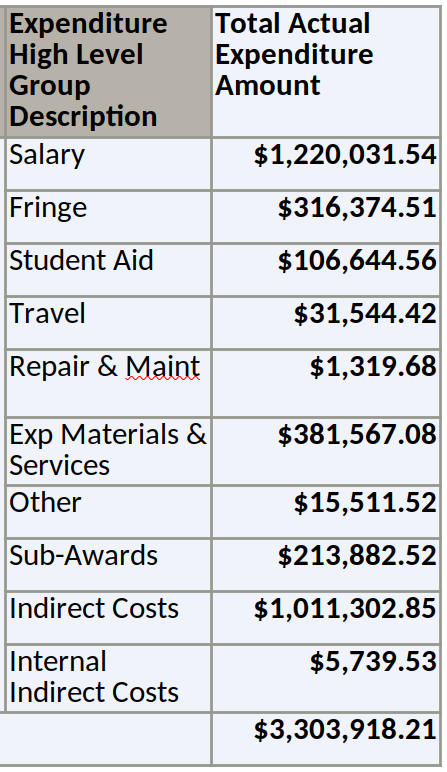 Expenditure High Level Group Description Total Actual Expenditure Amount
Salary $1,220,031.54
Fringe $316,374.51
Student Aid $106,644.56
Travel $31,544.42
Repair & Maint $1,319.68
Exp Materials & Services $381,567.08
Other $15,511.52
Sub-Awards $213,882.52
Indirect Costs $1,011,302.85
Internal Indirect Costs $5,739.53
$3,303,918.21